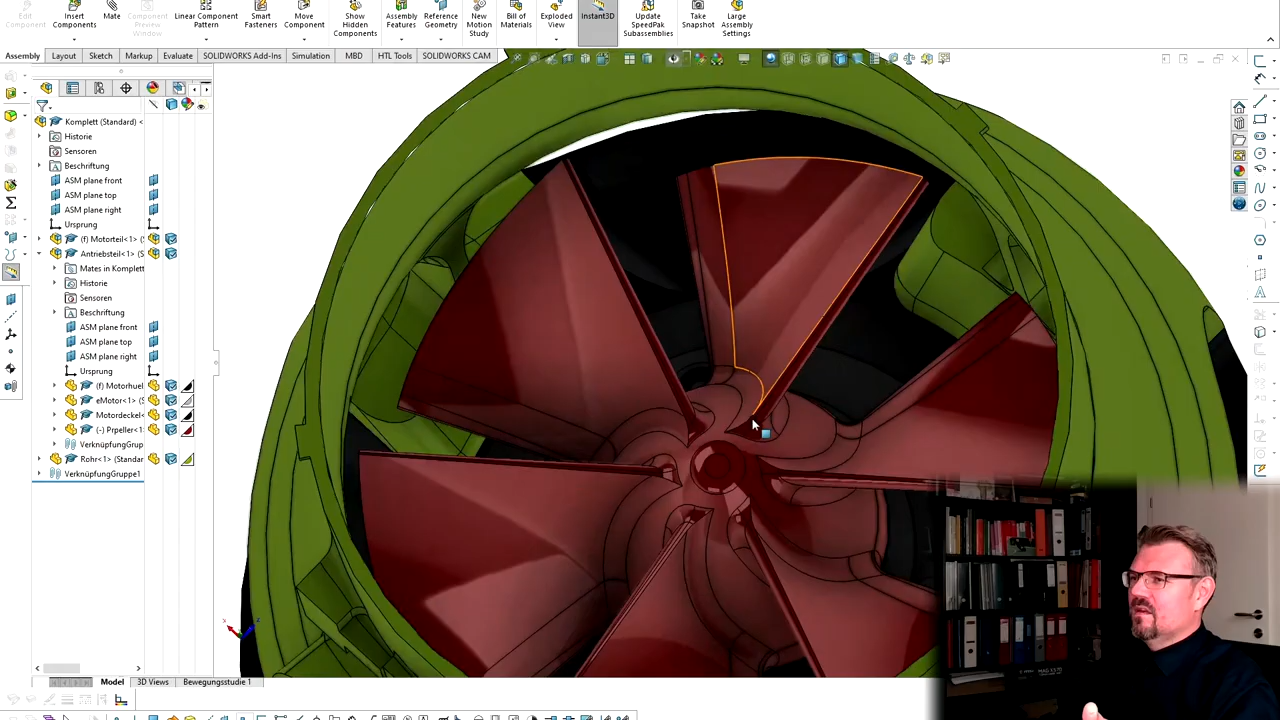 Edit Component
Insert Components
Mate
Component Preview Window
Linear Component Pattern
Smart Fasteners
Move Component
Show Hidden Components
Assembly Features
Reference Geometry
New Motion Study
Bill of Materials
Exploded View
Instant3D
Update SpeedPak Subassemblies
Take Snapshot
Large Assembly Settings
Assembly
Layout
Sketch
Markup
Evaluate
SOLIDWORKS Add-Ins
Simulation
MBD
HTL Tools
SOLIDWORKS CAM
Komplett (Standard) <
Historie
Sensoren
Beschriftung
ASM plane front
ASM plane top
ASM plane right
Ursprung
(f) Motorteil<1> (S
Antriebsteil<1> (S
Mates in Komplett
Historie
Sensoren
Beschriftung
ASM plane front
ASM plane top
ASM plane right
Ursprung
(f) Motorhuel
eMotor<1> (S
Motordeckel<
(-) Prpeller<1
VerknüpfungGrup
Rohr<1> (Standar
VerknüpfungGruppe1
Model
3D Views
Bewegungsstudie 1